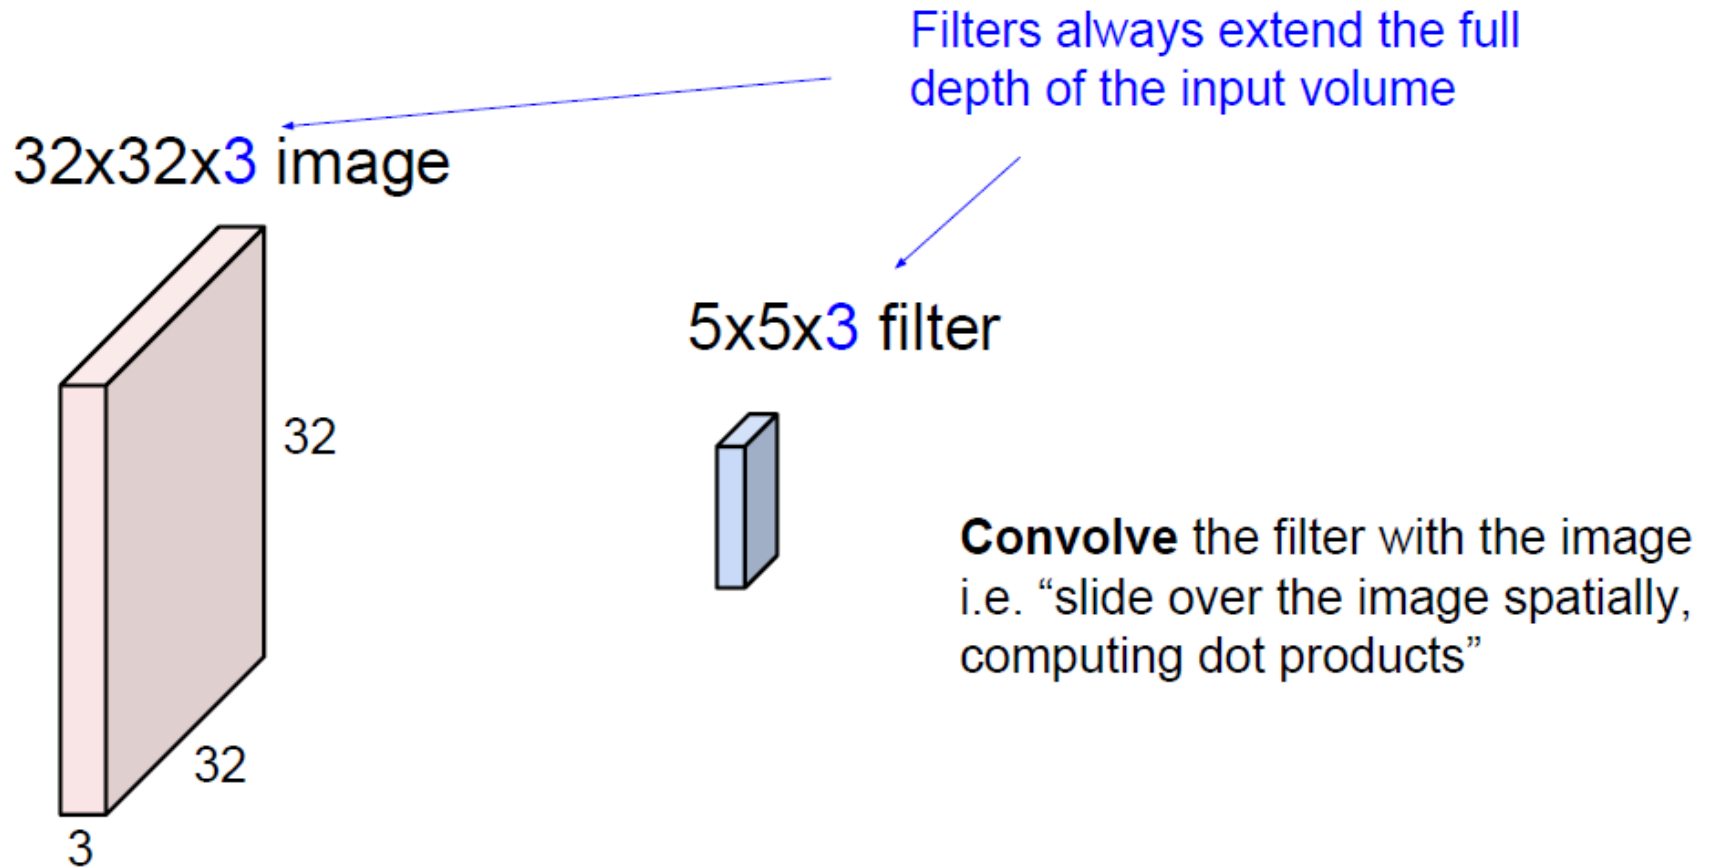 Filters always extend the full
depth of the input volume
32x32x3 image
5x5x3 filter
32
32
3
Convolve the filter with the image
i.e. “slide over the image spatially,
computing dot products”